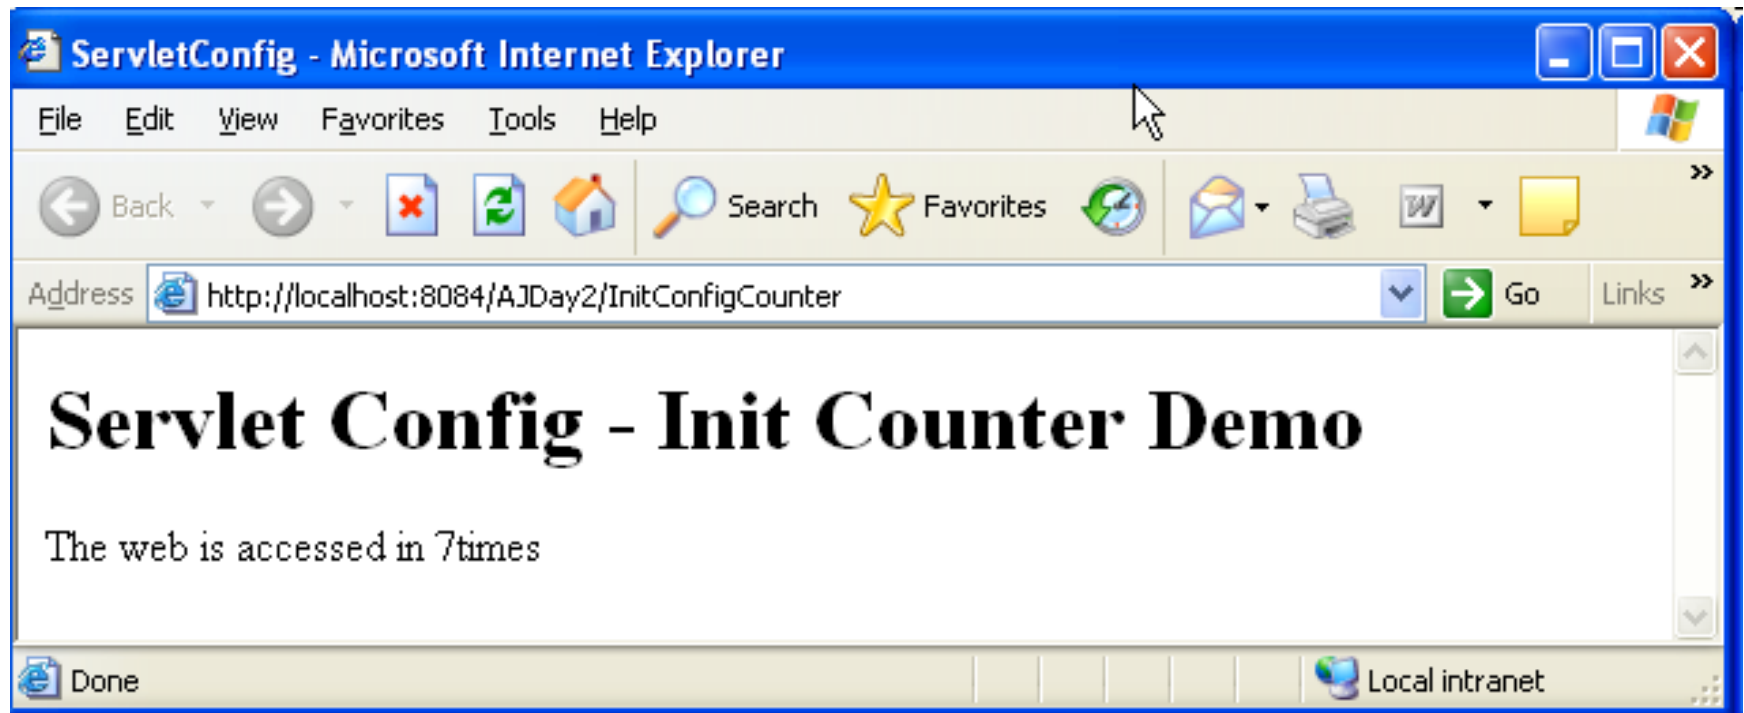 ServletConfig - Microsoft Internet Explorer
File Edit View Favorites Tools Help
Back Search Favorites W »
Address http://localhost:8084/AJDay2/InitConfigCounter Go Links »
Servlet Config - Init Counter Demo
The web is accessed in 7times
Done Local intranet